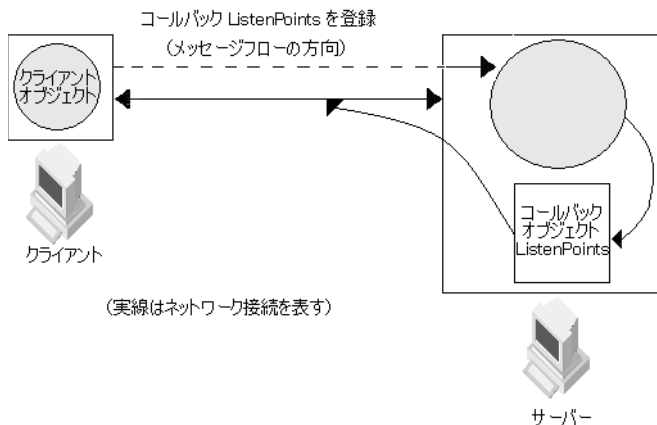 コールバック ListenPoints を登録
(メッセージフローの方向)
クライアント
オブジェクト
コールバック
オブジェクト
ListenPoints
クライアント
(実線はネットワーク接続を表す)
サーバー